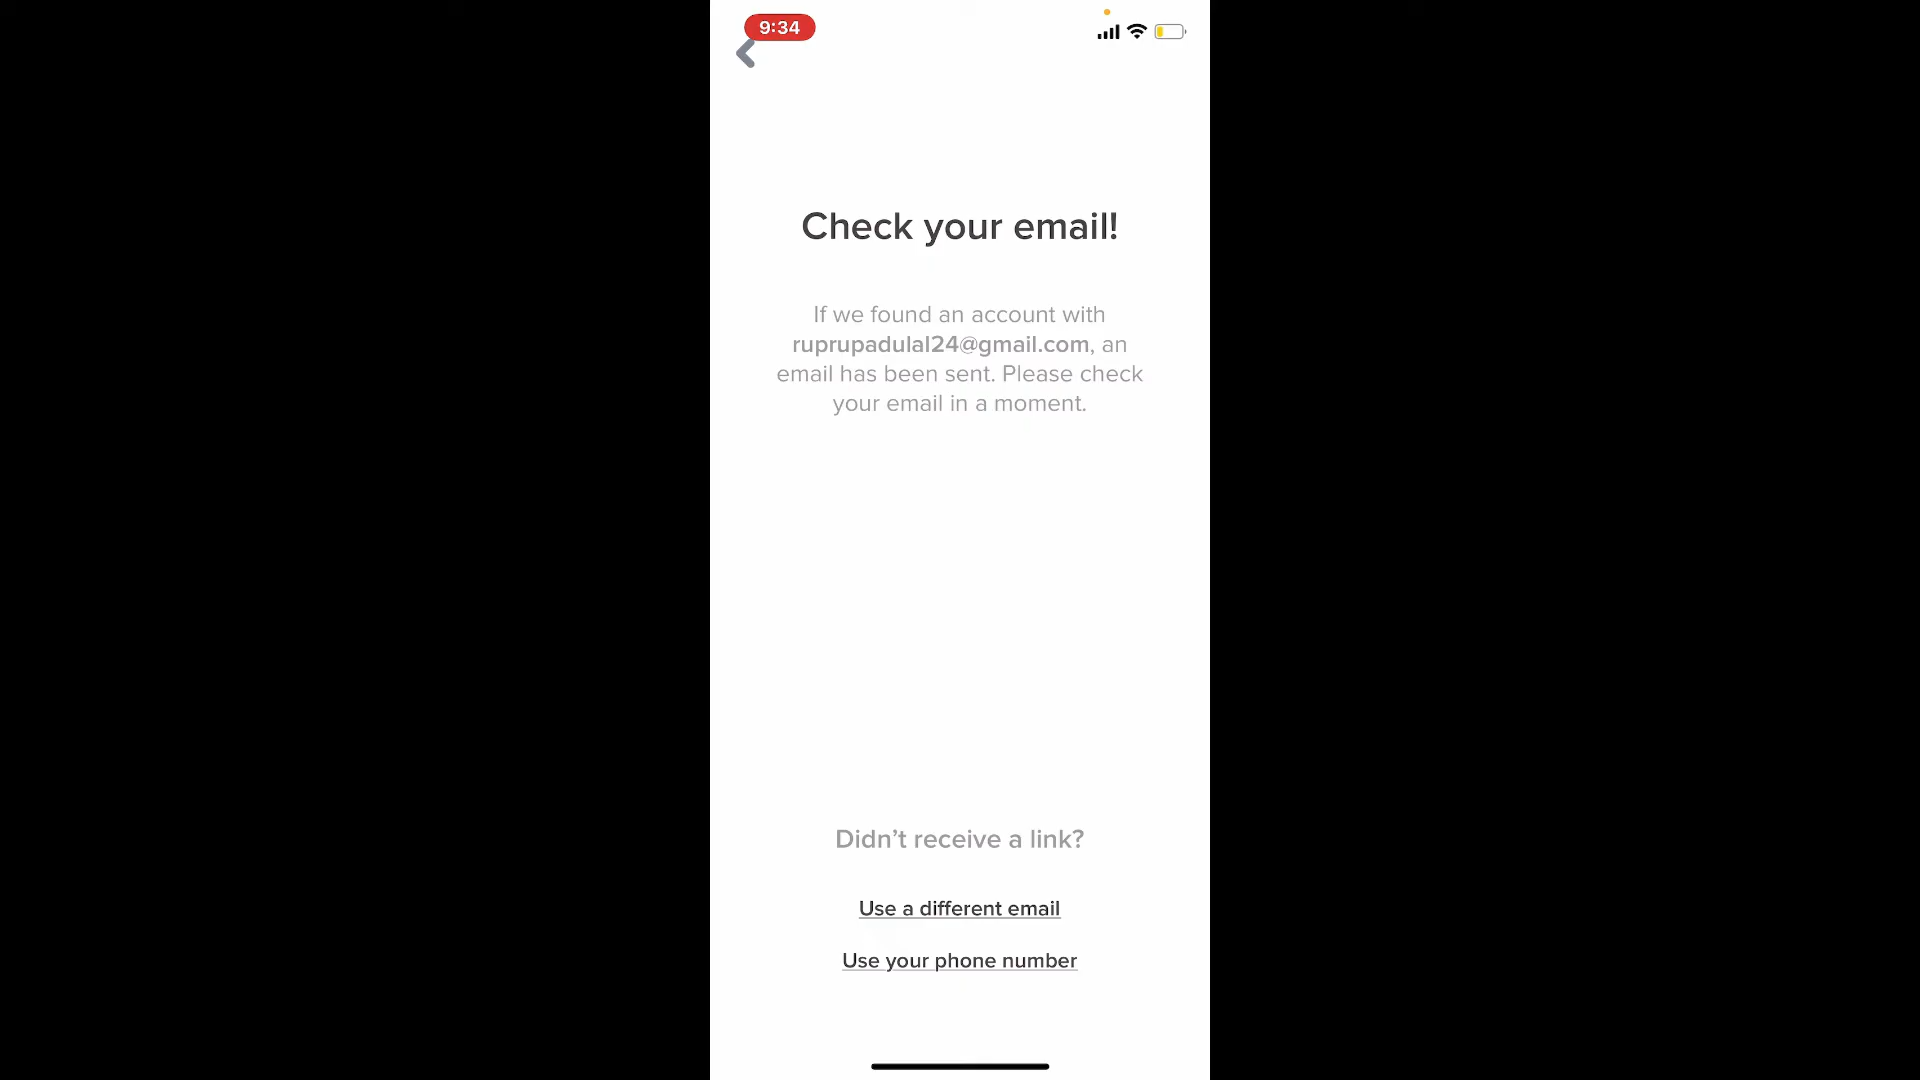 9:34
Check your email!
If we found an account with
ruprupadulal24@gmail.com, an
email has been sent. Please check
your email in a moment.
Didn’t receive a link?
Use a different email
Use your phone number